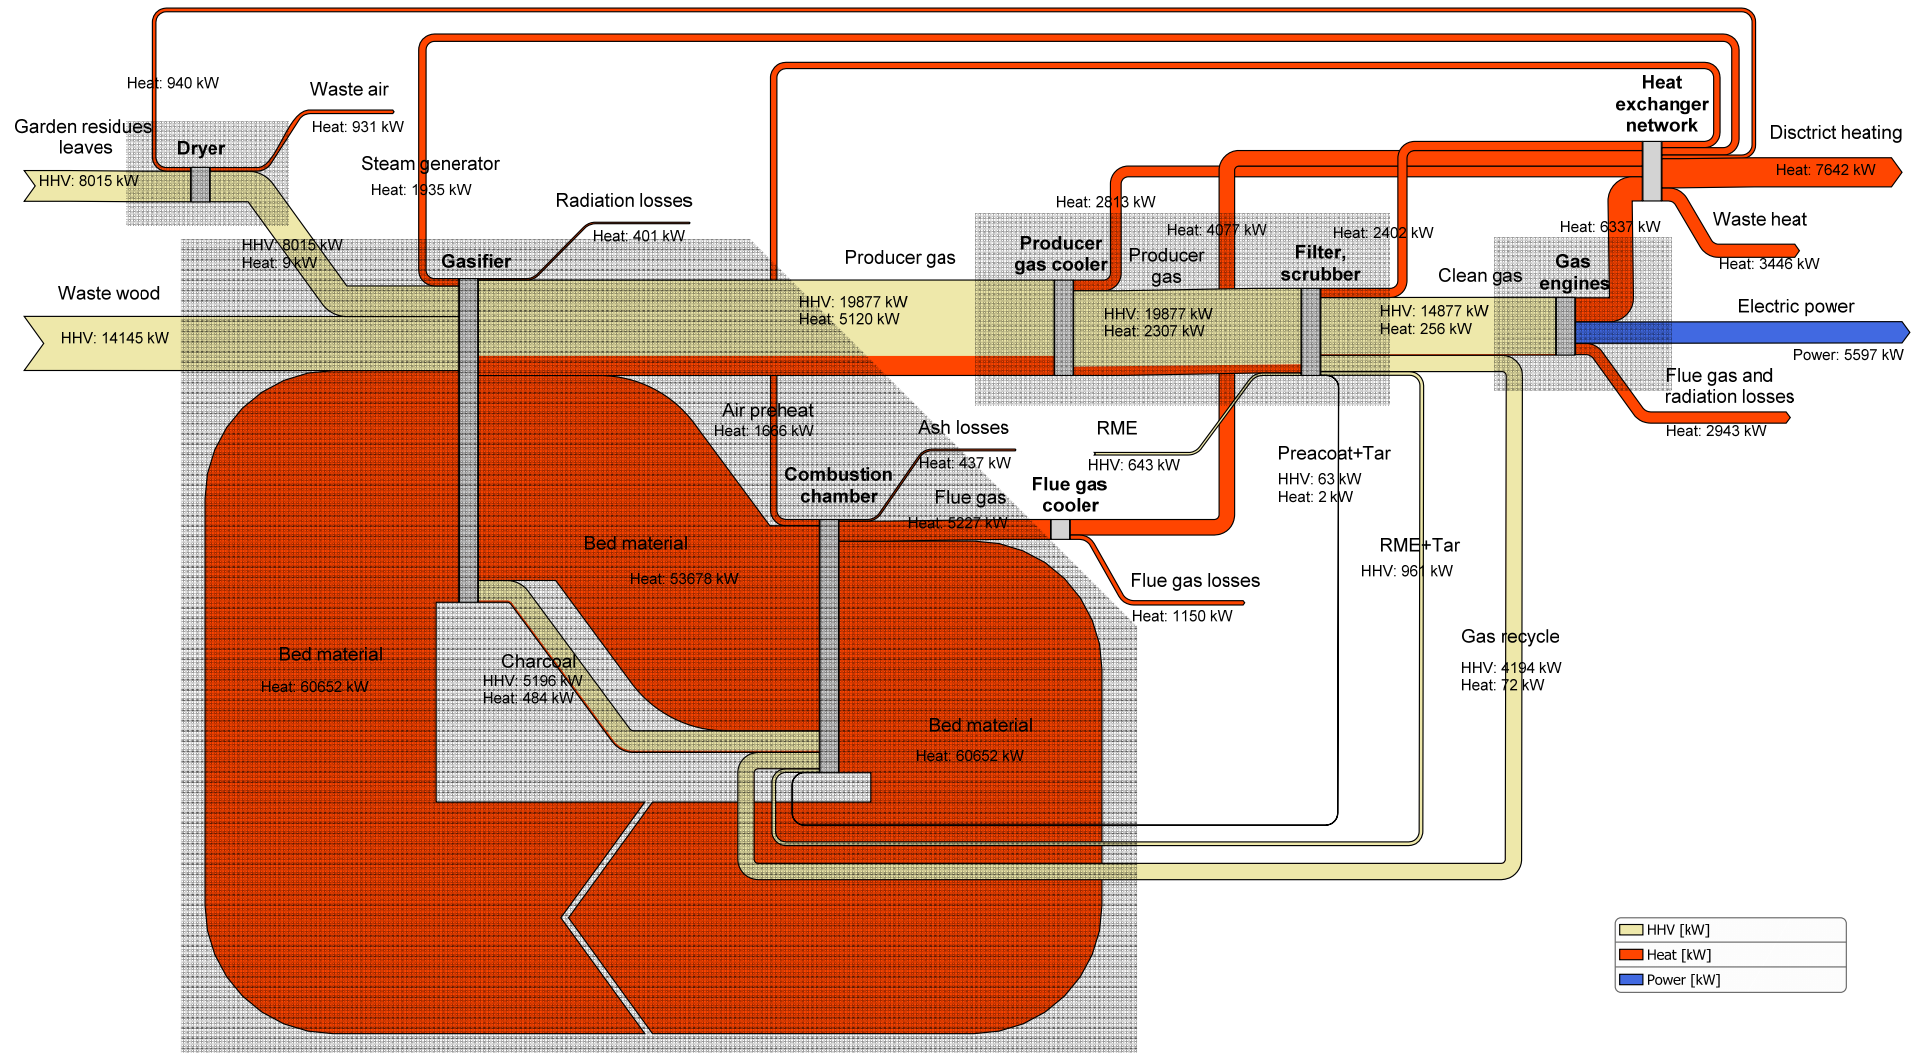 Heat: 940 kW
Waste air
Heat: 931 kW
Garden residues
leaves
Dryer
HHV: 8015 kW
Steam generator
Heat: 1935 kW
Radiation losses
Heat: 401 kW
HHV: 8015 kW
Heat: 9 kW
Gasifier
Waste wood
HHV: 14145 kW
Producer gas
HHV: 19877 kW
Heat: 5120 kW
Heat: 2813 kW
Producer
gas cooler
Producer
gas
HHV: 19877 kW
Heat: 2307 kW
Heat: 4077 kW
Heat: 2402 kW
Filter,
scrubber
Clean gas
HHV: 14877 kW
Heat: 256 kW
Heat
exchanger
network
Disctrict heating
Heat: 7642 kW
Waste heat
Heat: 3446 kW
Heat: 6337 kW
Gas
engines
Electric power
Power: 5597 kW
Flue gas and
radiation losses
Heat: 2943 kW
Air preheat
Heat: 1666 kW
Ash losses
Heat: 437 kW
Combustion
chamber
Flue gas
Heat: 5227 kW
Flue gas
cooler
RME
HHV: 643 kW
Preacoat+Tar
HHV: 63 kW
Heat: 2 kW
RME+Tar
HHV: 961 kW
Flue gas losses
Heat: 1150 kW
Gas recycle
HHV: 4194 kW
Heat: 72 kW
Bed material
Heat: 53678 kW
Bed material
Heat: 60652 kW
Charcoal
HHV: 5196 kW
Heat: 484 kW
Bed material
Heat: 60652 kW
HHV [kW]
Heat [kW]
Power [kW]